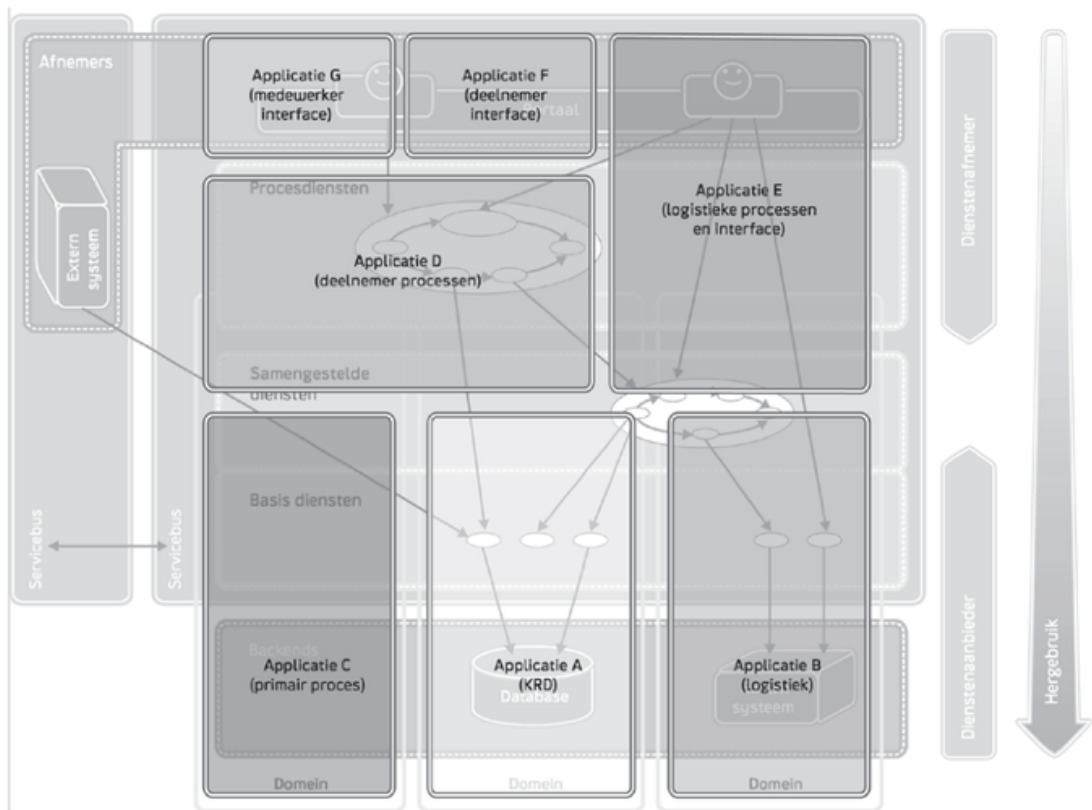 Afnemers
Applicatie G
(medewerker
interface)
Applicatie F
(deelnemer
interface)
Portaal
Applicatie E
(logistieke processen
en interface)
Procesdiensten
Applicatie D
(deelnemer processen)
Extern
systeem
Samengestelde
diensten
Basis diensten
Servicebus
Servicebus
Backends
Applicatie C
(primair proces)
Applicatie A
(KRD)
Database
Applicatie B
(logistiek)
systeem
Domein
Domein
Domein
Dienstenafnemer
Dienstenaanbieder
Hergebruik